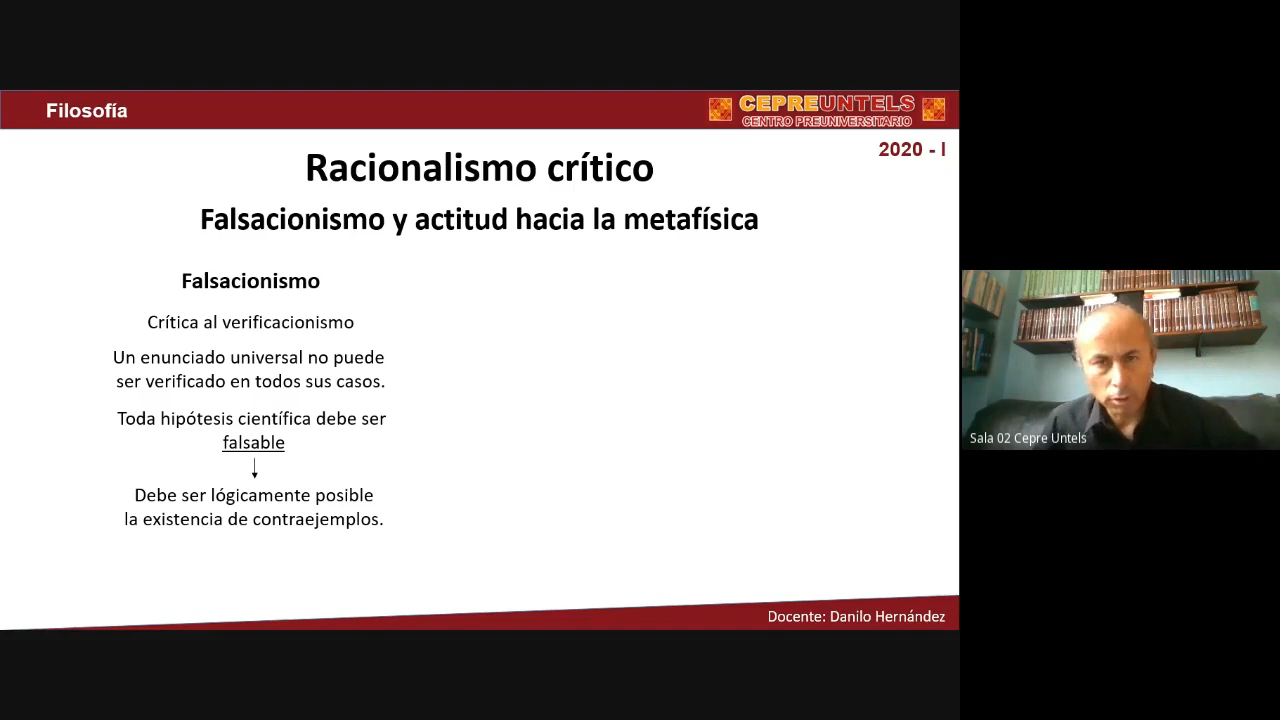 Filosofía
CEPREUNTELS
CENTRO PREUNIVERSITARIO
2020 - I
Racionalismo crítico
Falsacionismo y actitud hacia la metafísica
Falsacionismo
Crítica al verificacionismo
Un enunciado universal no puede
ser verificado en todos sus casos.
Toda hipótesis científica debe ser
falsable
Debe ser lógicamente posible
la existencia de contraejemplos.
Docente: Danilo Hernández
Sala 02 Cepre Untels